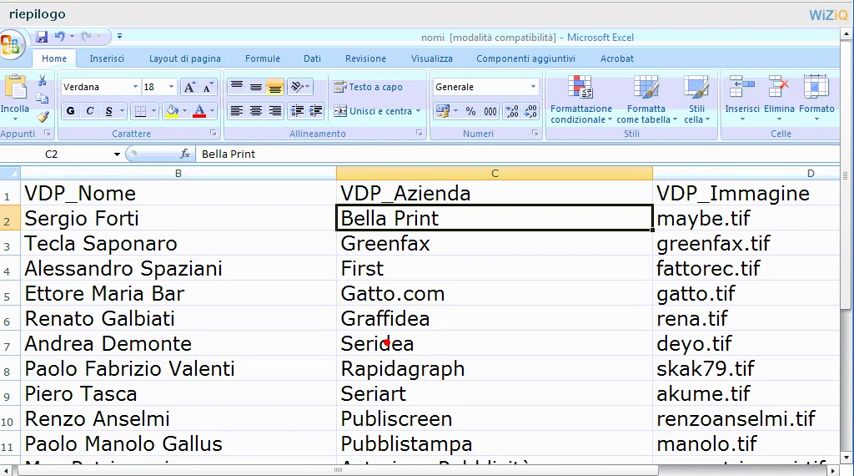 riepilogo WiZiQ
nomi [modalità compatibilità] - Microsoft Excel
Home Inserisci Layout di pagina Formule Dati Revisione Visualizza Componenti aggiuntivi Acrobat
Incolla Verdana 18 A A Testo a capo Generale Formattazione condizionale Formatta come tabella Stili cella Inserisci Elimina Formato
G C S A Unisci e centra % 000
Appunti Carattere Allineamento Numeri Stili Celle
C2 fx Bella Print
B C D
1 VDP_Nome VDP_Azienda VDP_Immagine
2 Sergio Forti Bella Print maybe.tif
3 Tecla Saponaro Greenfax greenfax.tif
4 Alessandro Spaziani First fattorec.tif
5 Ettore Maria Bar Gatto.com gatto.tif
6 Renato Galbiati Graffidea rena.tif
7 Andrea Demonte Seridea deyo.tif
8 Paolo Fabrizio Valenti Rapidagraph skak79.tif
9 Piero Tasca Seriart akume.tif
10 Renzo Anselmi Publiscreen renzoanselmi.tif
11 Paolo Manolo Gallus Pubblistampa manolo.tif